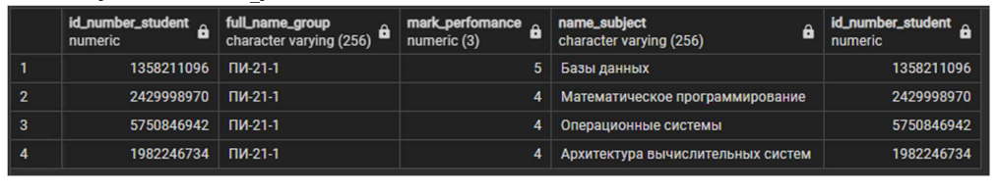 id_number_student full_name_group mark_perfomance name_subject id_number_student
numeric character varying (256) numeric (3) character varying (256) numeric
1 1358211096 ПИ-21-1 5 Базы данных 1358211096
2 2429998970 ПИ-21-1 4 Математическое программирование 2429998970
3 5750846942 ПИ-21-1 4 Операционные системы 5750846942
4 1982246734 ПИ-21-1 4 Архитектура вычислительных систем 1982246734